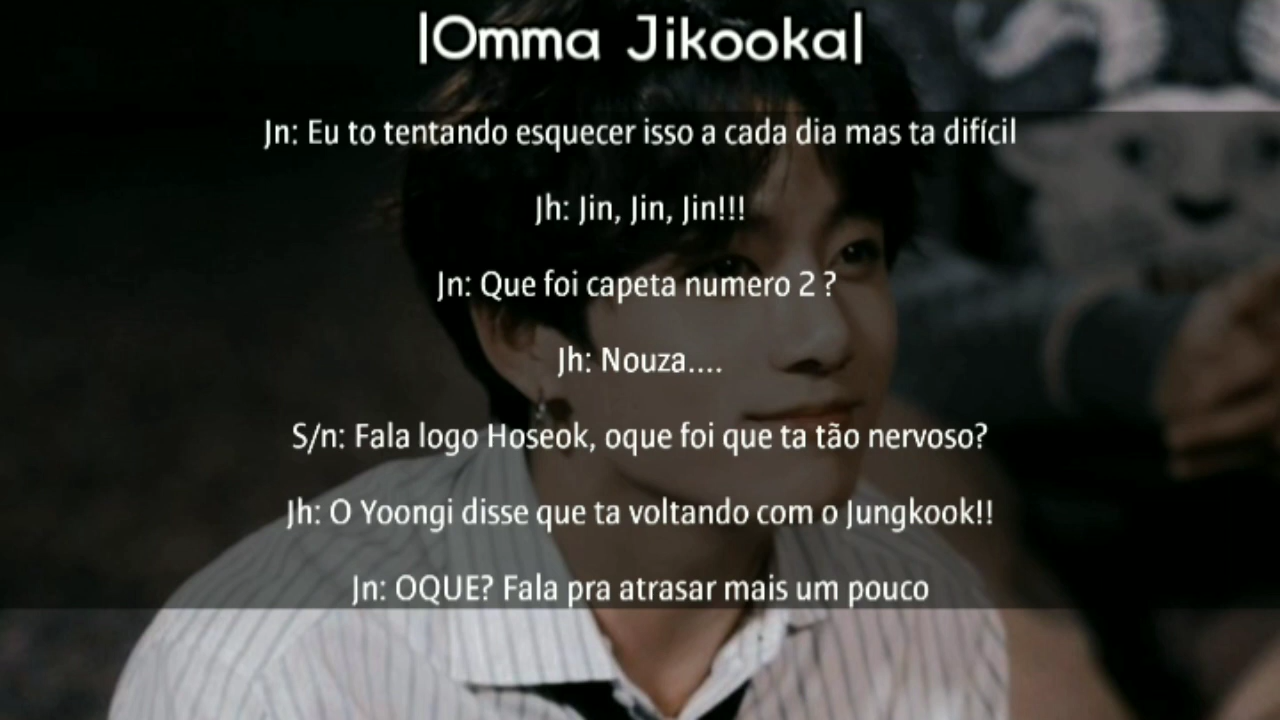 |Omma Jikooka|
Jn: Eu to tentando esquecer isso a cada dia mas ta difícil
Jh: Jin, Jin, Jin!!!
Jn: Que foi capeta numero 2 ?
Jh: Nouza....
S/n: Fala logo Hoseok, oque foi que ta tão nervoso?
Jh: O Yoongi disse que ta voltando com o Jungkook!!
Jn: OQUE? Fala pra atrasar mais um pouco